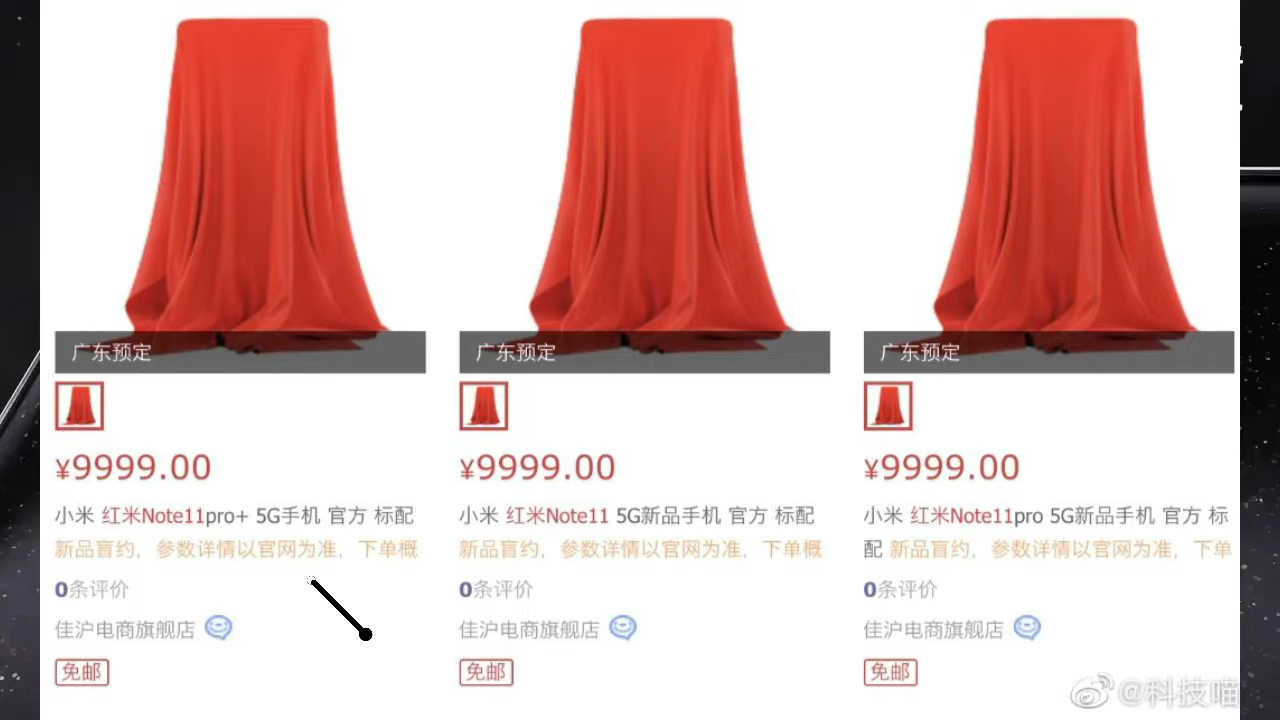 广东预定
广东预定
广东预定
¥9999.00
¥9999.00
¥9999.00
小米 红米Note11pro+ 5G手机 官方 标配
新品盲约，参数详情以官网为准，下单概
小米 红米Note11 5G新品手机 官方 标配
新品盲约，参数详情以官网为准，下单概
小米 红米Note11pro 5G新品手机 官方 标
配 新品盲约，参数详情以官网为准，下单
0条评价
0条评价
0条评价
佳沪电商旗舰店
佳沪电商旗舰店
佳沪电商旗舰店
免邮
免邮
免邮
@科技喵